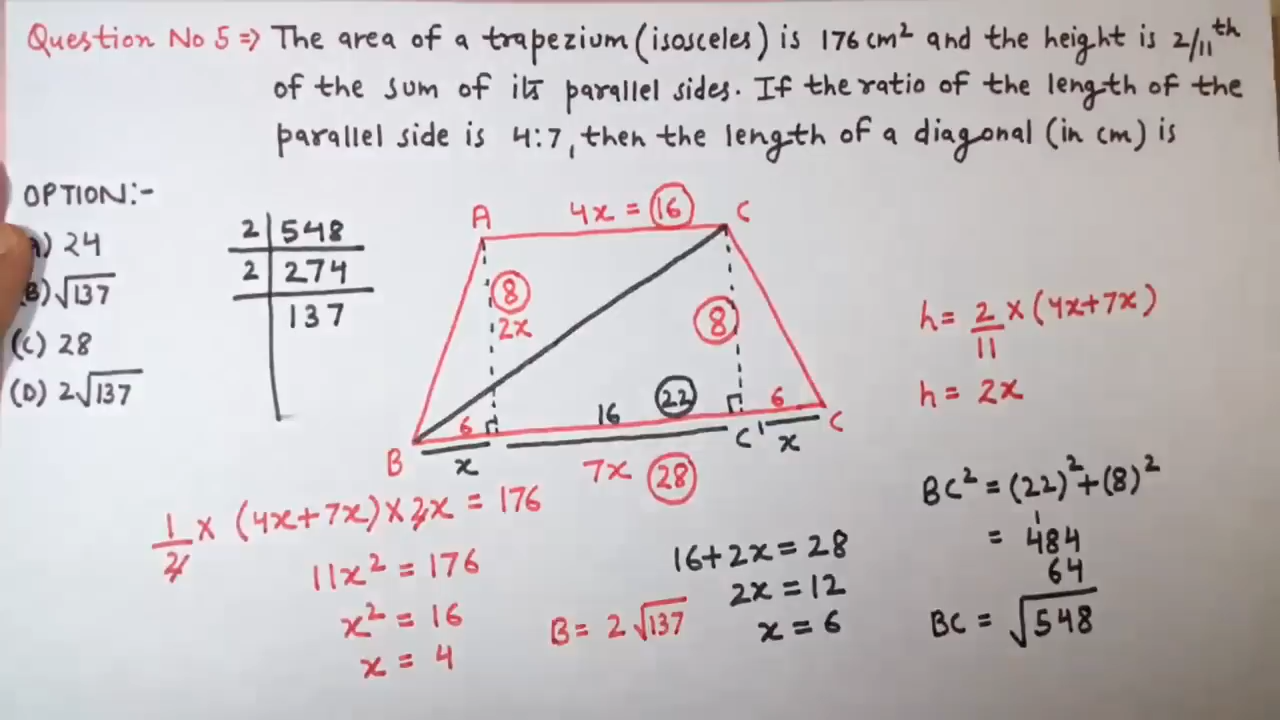 Question No 5 => The area of a trapezium (isosceles) is 176 cm² and the height is 2/11th
of the sum of its parallel sides. If the ratio of the length of the
parallel side is 4:7, then the length of a diagonal (in cm) is
OPTION:-
A) 24
(B) √137
(C) 28
(D) 2√137
2 | 548
2 | 274
137
A 4x = 16 C
8
2x
8
6 16 22 6
B x C' x C
7x 28
h = 2/11 × (4x+7x)
h = 2x
1/2 × (4x+7x) × 2x = 176
11x² = 176
x² = 16
x = 4
16+2x = 28
2x = 12
x = 6
B = 2√137
BC² = (22)² + (8)²
1
= 484
64
BC = √548